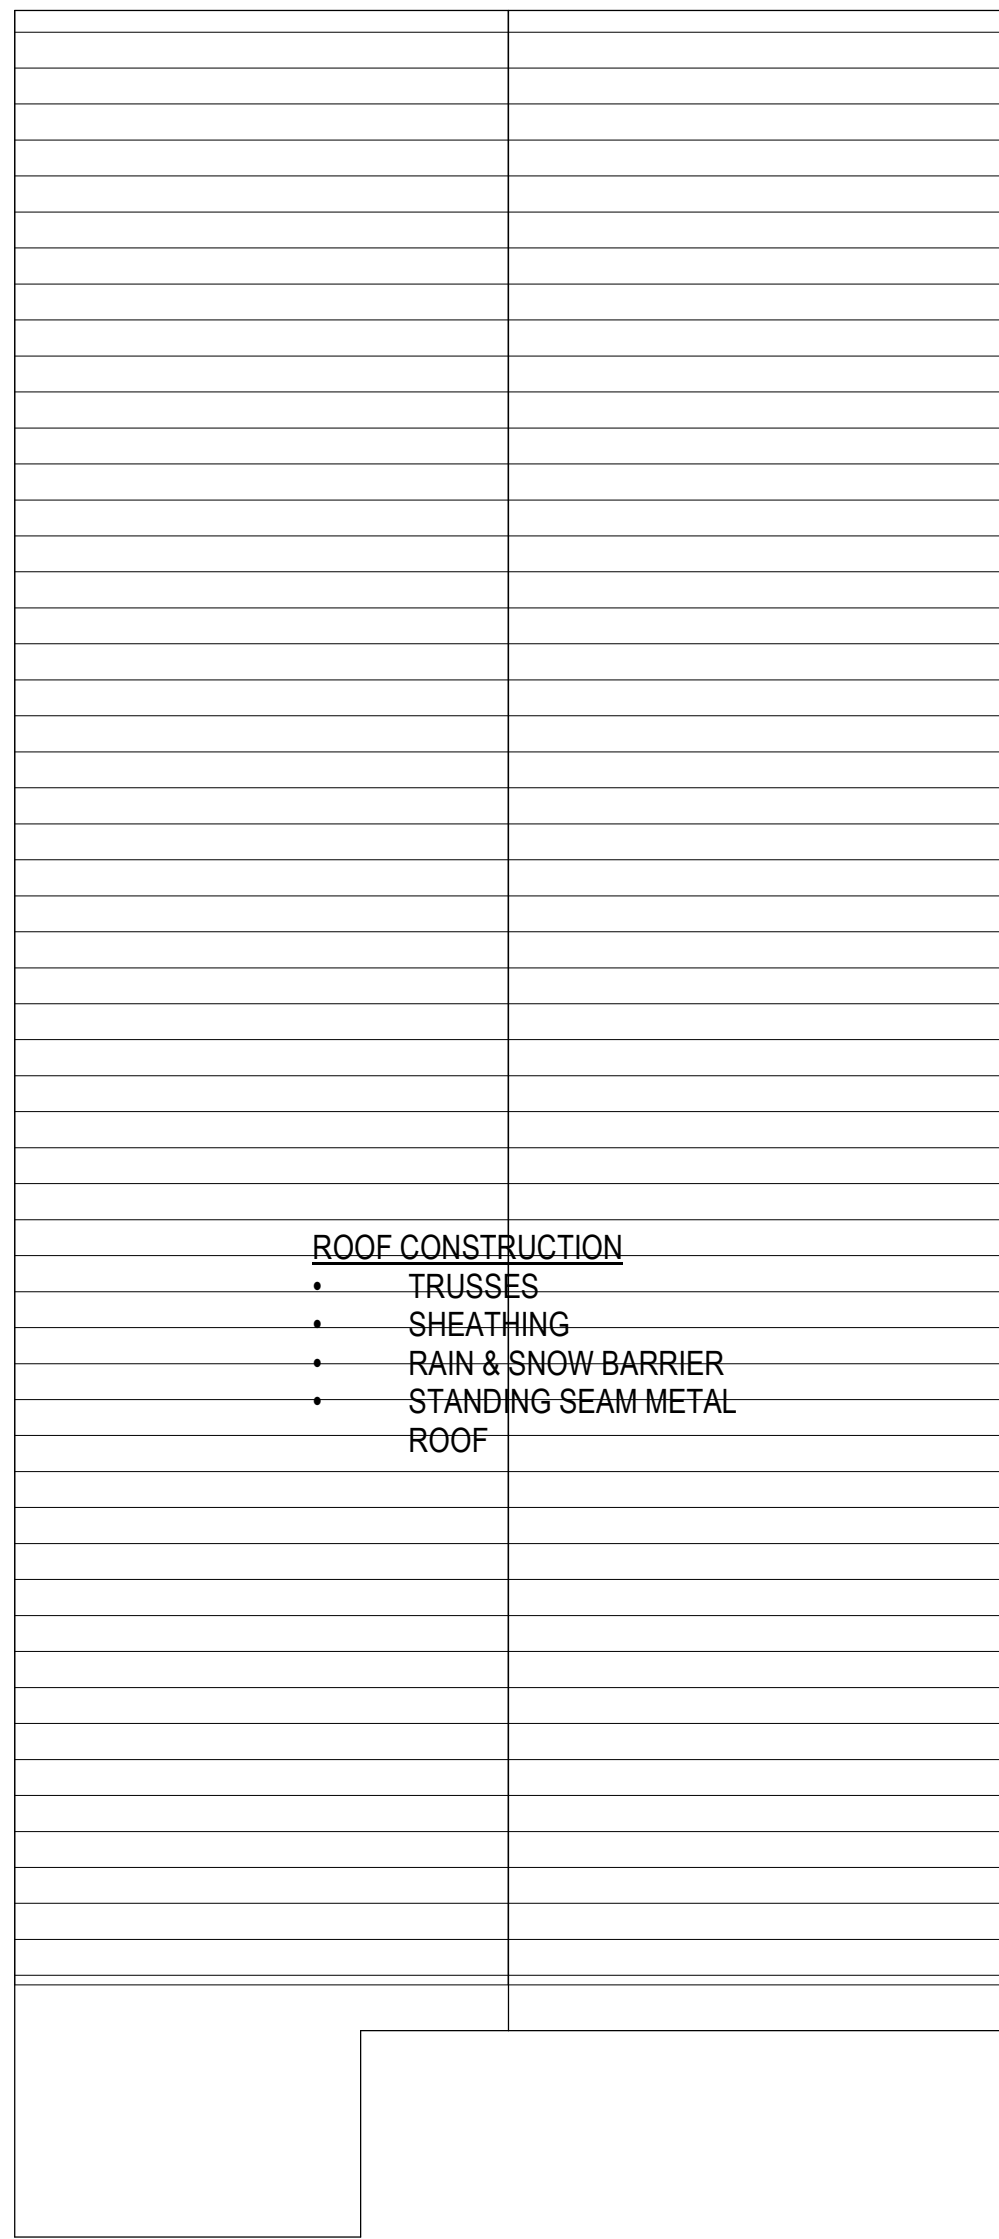 ROOF CONSTRUCTION
• TRUSSES
• SHEATHING
• RAIN & SNOW BARRIER
• STANDING SEAM METAL
ROOF